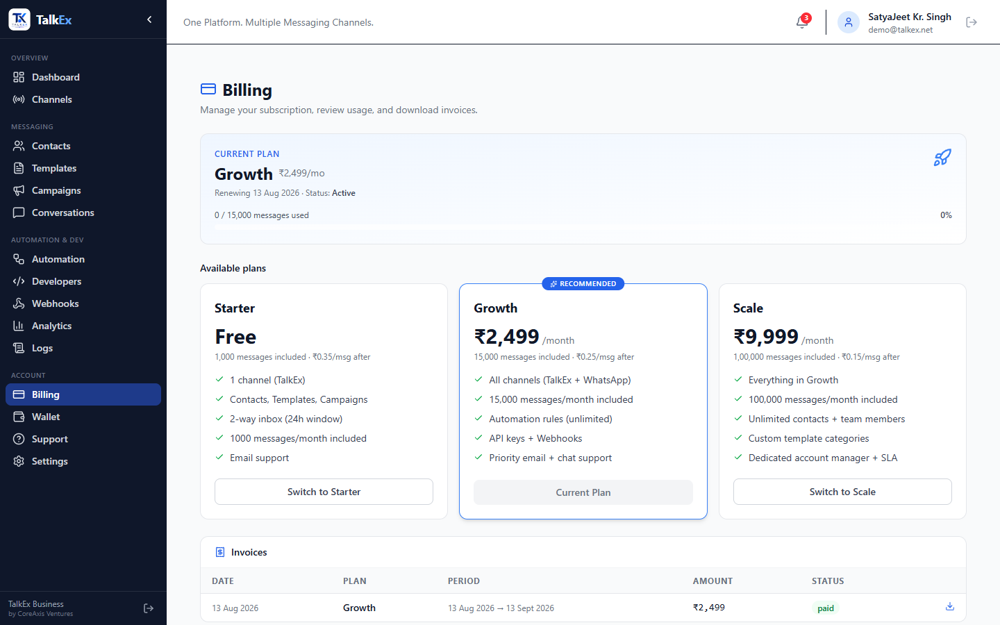 TalkEx
OVERVIEW
Dashboard
Channels
MESSAGING
Contacts
Templates
Campaigns
Conversations
AUTOMATION & DEV
Automation
Developers
Webhooks
Analytics
Logs
ACCOUNT
Billing
Wallet
Support
Settings
TalkEx Business
by CoreAxis Ventures
One Platform. Multiple Messaging Channels.
3
SatyaJeet Kr. Singh
demo@talkex.net
Billing
Manage your subscription, review usage, and download invoices.
CURRENT PLAN
Growth ₹2,499/mo
Renewing 13 Aug 2026 · Status: Active
0 / 15,000 messages used 0%
Available plans
Starter
Free
1,000 messages included · ₹0.35/msg after
1 channel (TalkEx)
Contacts, Templates, Campaigns
2-way inbox (24h window)
1000 messages/month included
Email support
Switch to Starter
RECOMMENDED
Growth
₹2,499 /month
15,000 messages included · ₹0.25/msg after
All channels (TalkEx + WhatsApp)
15,000 messages/month included
Automation rules (unlimited)
API keys + Webhooks
Priority email + chat support
Current Plan
Scale
₹9,999 /month
1,00,000 messages included · ₹0.15/msg after
Everything in Growth
100,000 messages/month included
Unlimited contacts + team members
Custom template categories
Dedicated account manager + SLA
Switch to Scale
Invoices
DATE PLAN PERIOD AMOUNT STATUS
13 Aug 2026 Growth 13 Aug 2026 → 13 Sept 2026 ₹2,499 paid